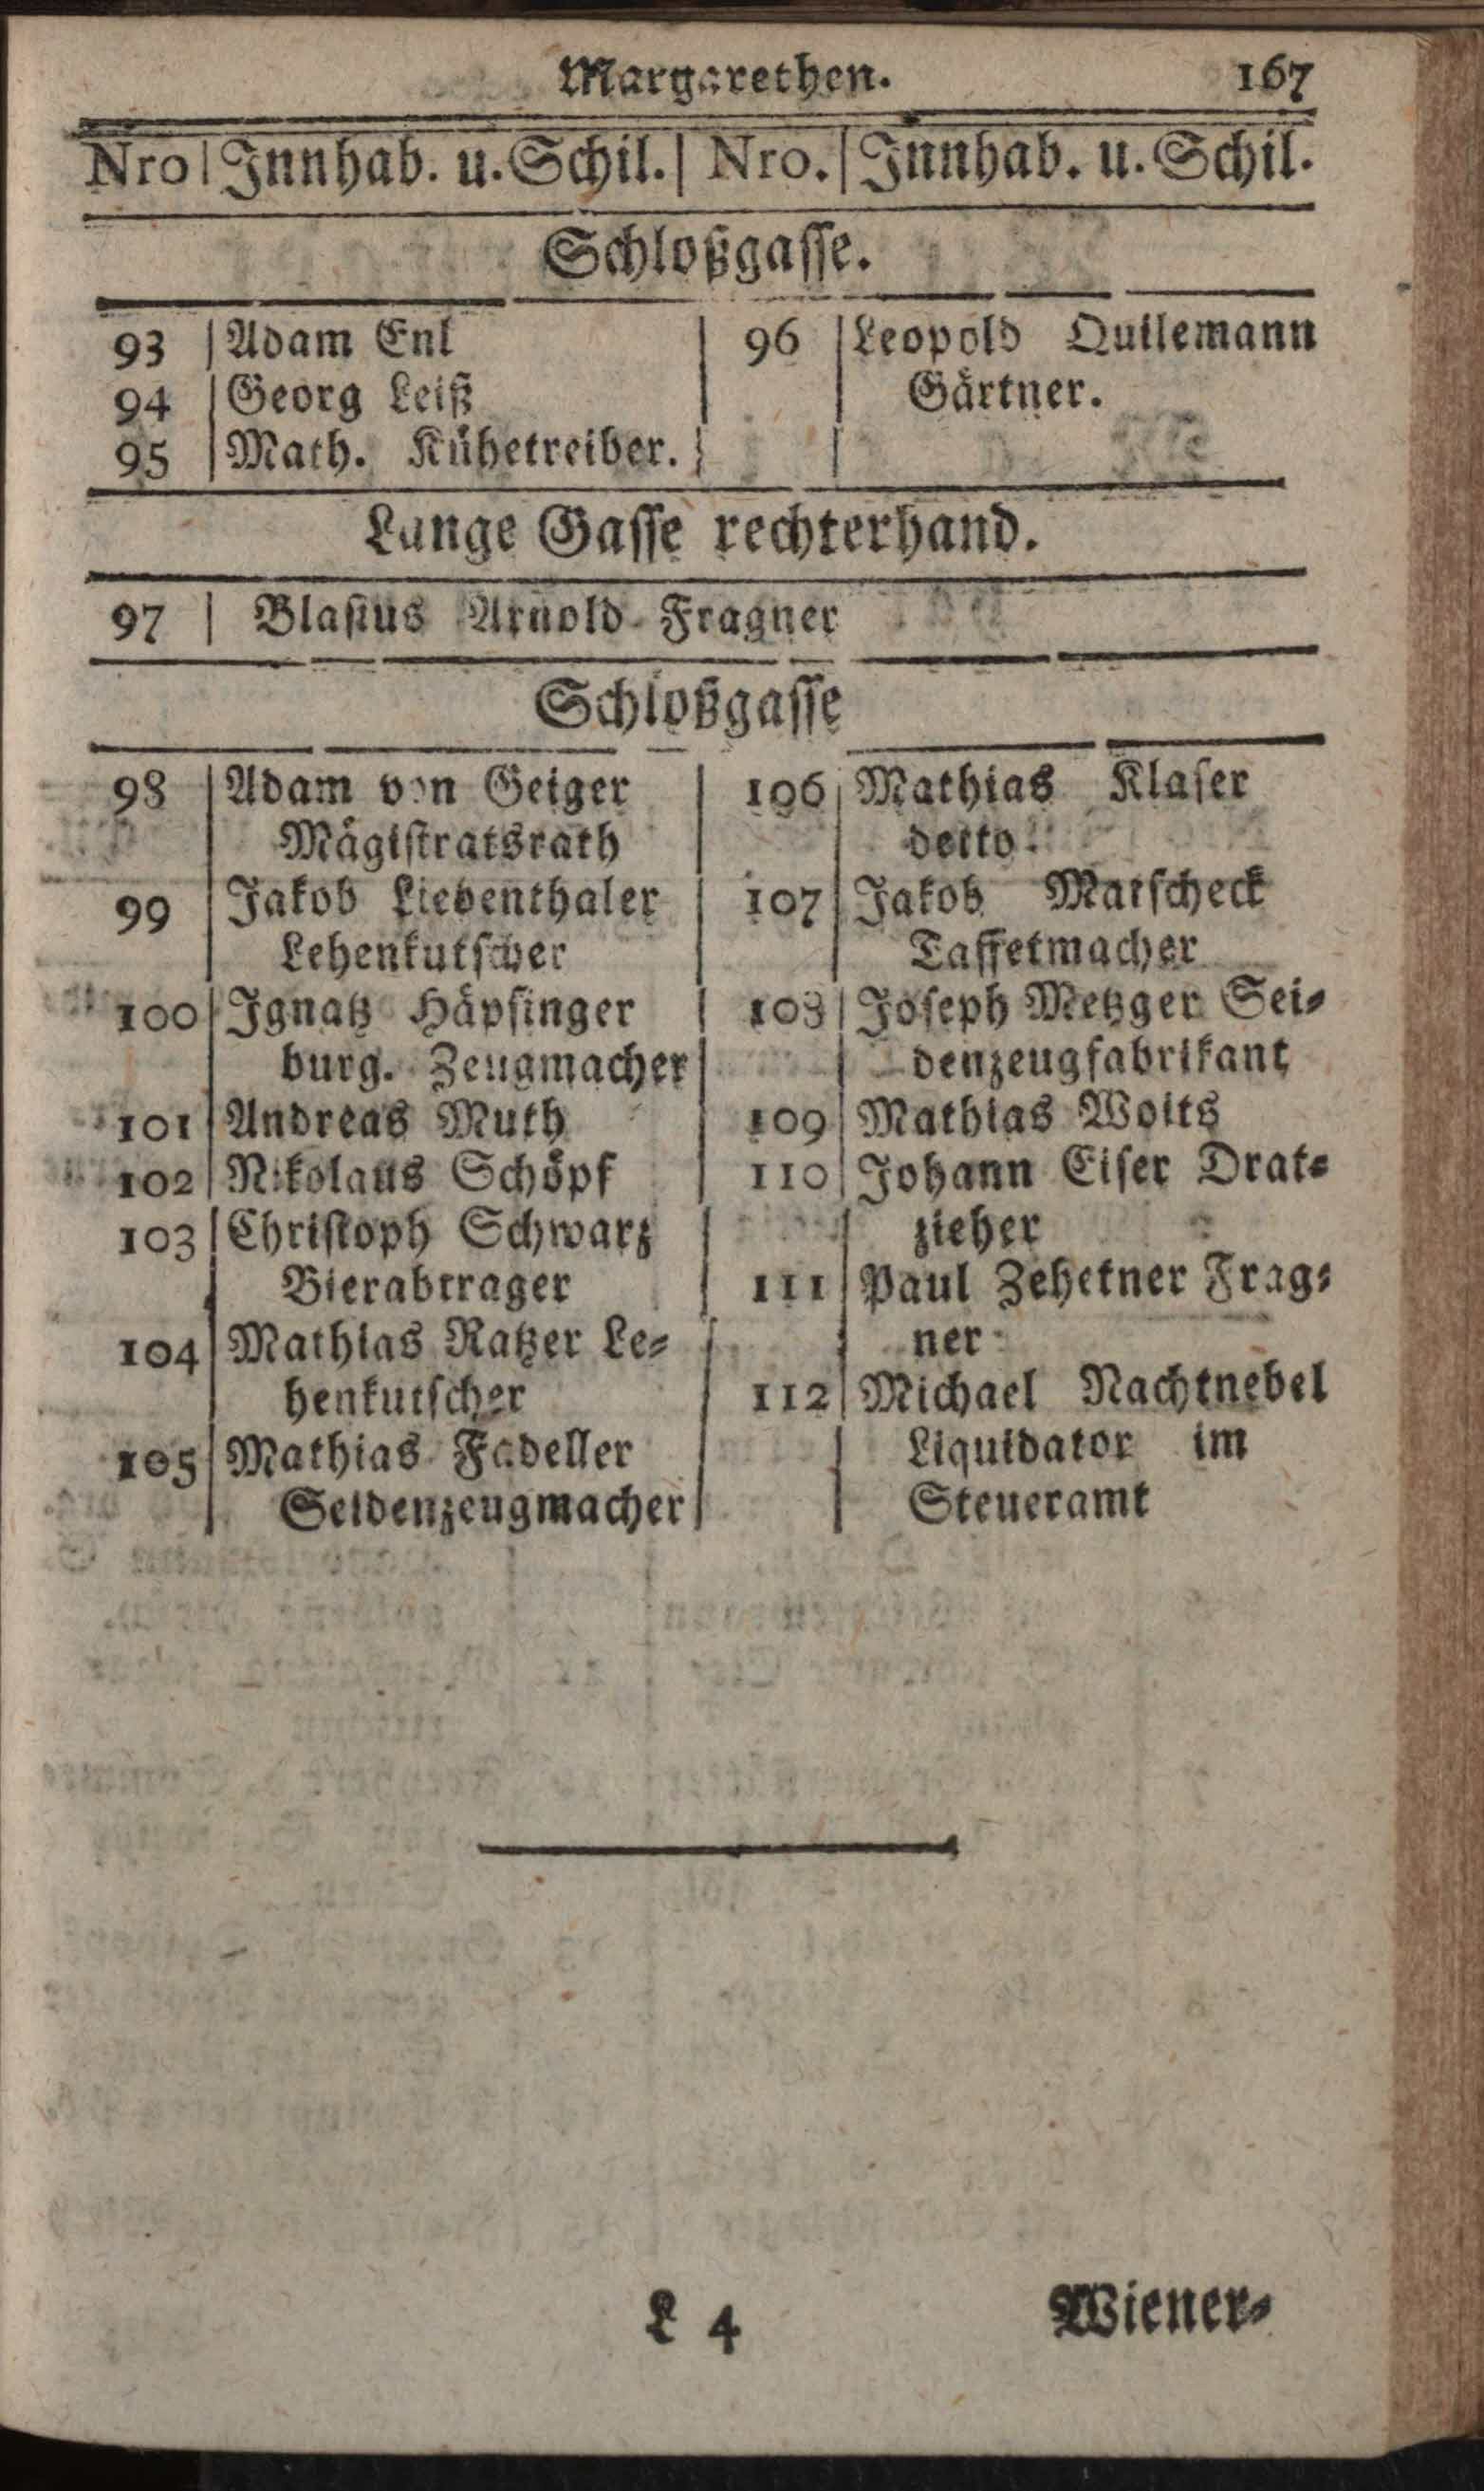 Margarethen. 167
Nro | Innhab. u. Schil. | Nro. | Innhab. u. Schil.
Schloßgasse.
93 Adam Enl
94 Georg Leiß
95 Math. Kühetreiber.
96 Leopold Quilemann
Gärtner.
Lange Gasse rechterhand.
97 | Blasius Arnold Fragner
Schloßgasse
98 Adam von Geiger
Mägistratsrath
99 Jakob Liebenthaler
Lehenkutscher
100 Ignatz Häpsinger
burg. Zeugmacher
101 Andreas Muth
102 Nikolaus Schöpf
103 Christoph Schwarz
Bierabtrager
104 Mathias Ratzer Le-
henkutscher
105 Mathias Fadeller
Seidenzeugmacher
106 Mathias Klaser
detto.
107 Jakob Matscheck
Taffetmacher
108 Joseph Metzger Sei-
denzeugfabrikant
109 Mathias Woits
110 Johann Eiser Drat-
zieher
111 Paul Zehetner Frag-
ner
112 Michael Nachtnebel
Liquidator im
Steueramt
L 4 Wiener-